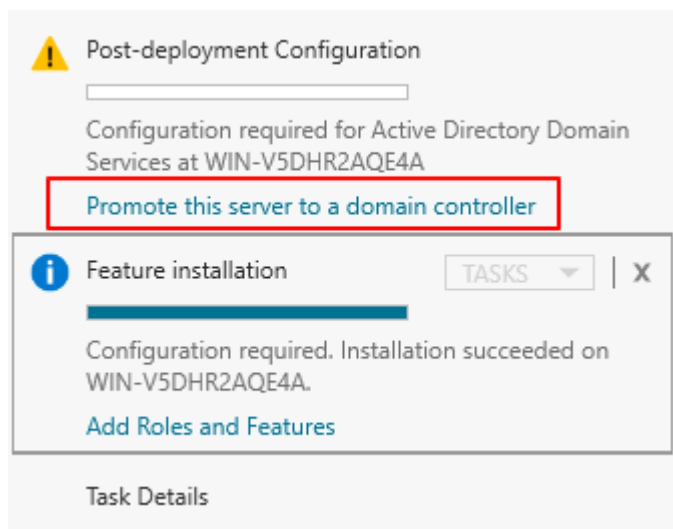 Post-deployment Configuration
Configuration required for Active Directory Domain
Services at WIN-V5DHR2AQE4A
Promote this server to a domain controller
Feature installation
TASKS
X
Configuration required. Installation succeeded on
WIN-V5DHR2AQE4A.
Add Roles and Features
Task Details